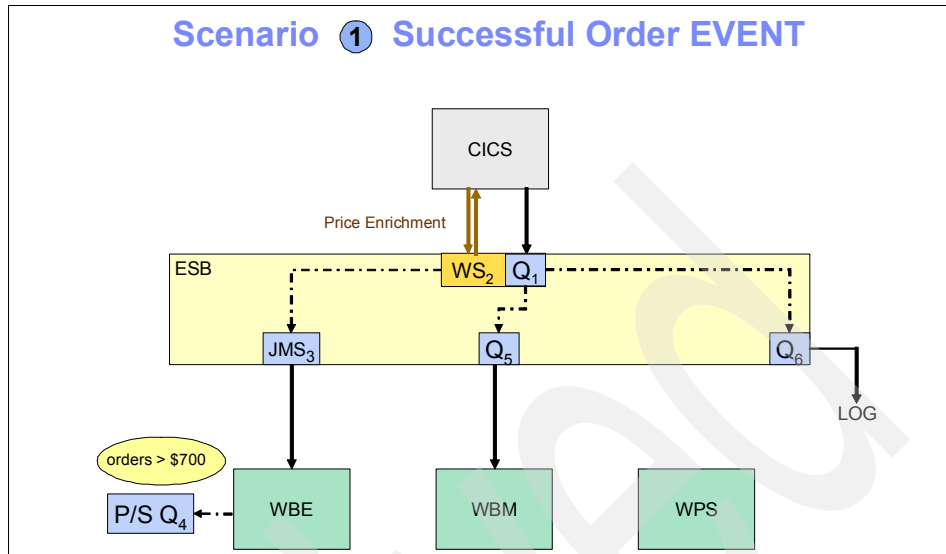 Scenario 1 Successful Order EVENT
CICS
Price Enrichment
ESB
WS2
Q1
JMS3
Q5
Q6
LOG
orders > $700
P/S Q4
WBE
WBM
WPS